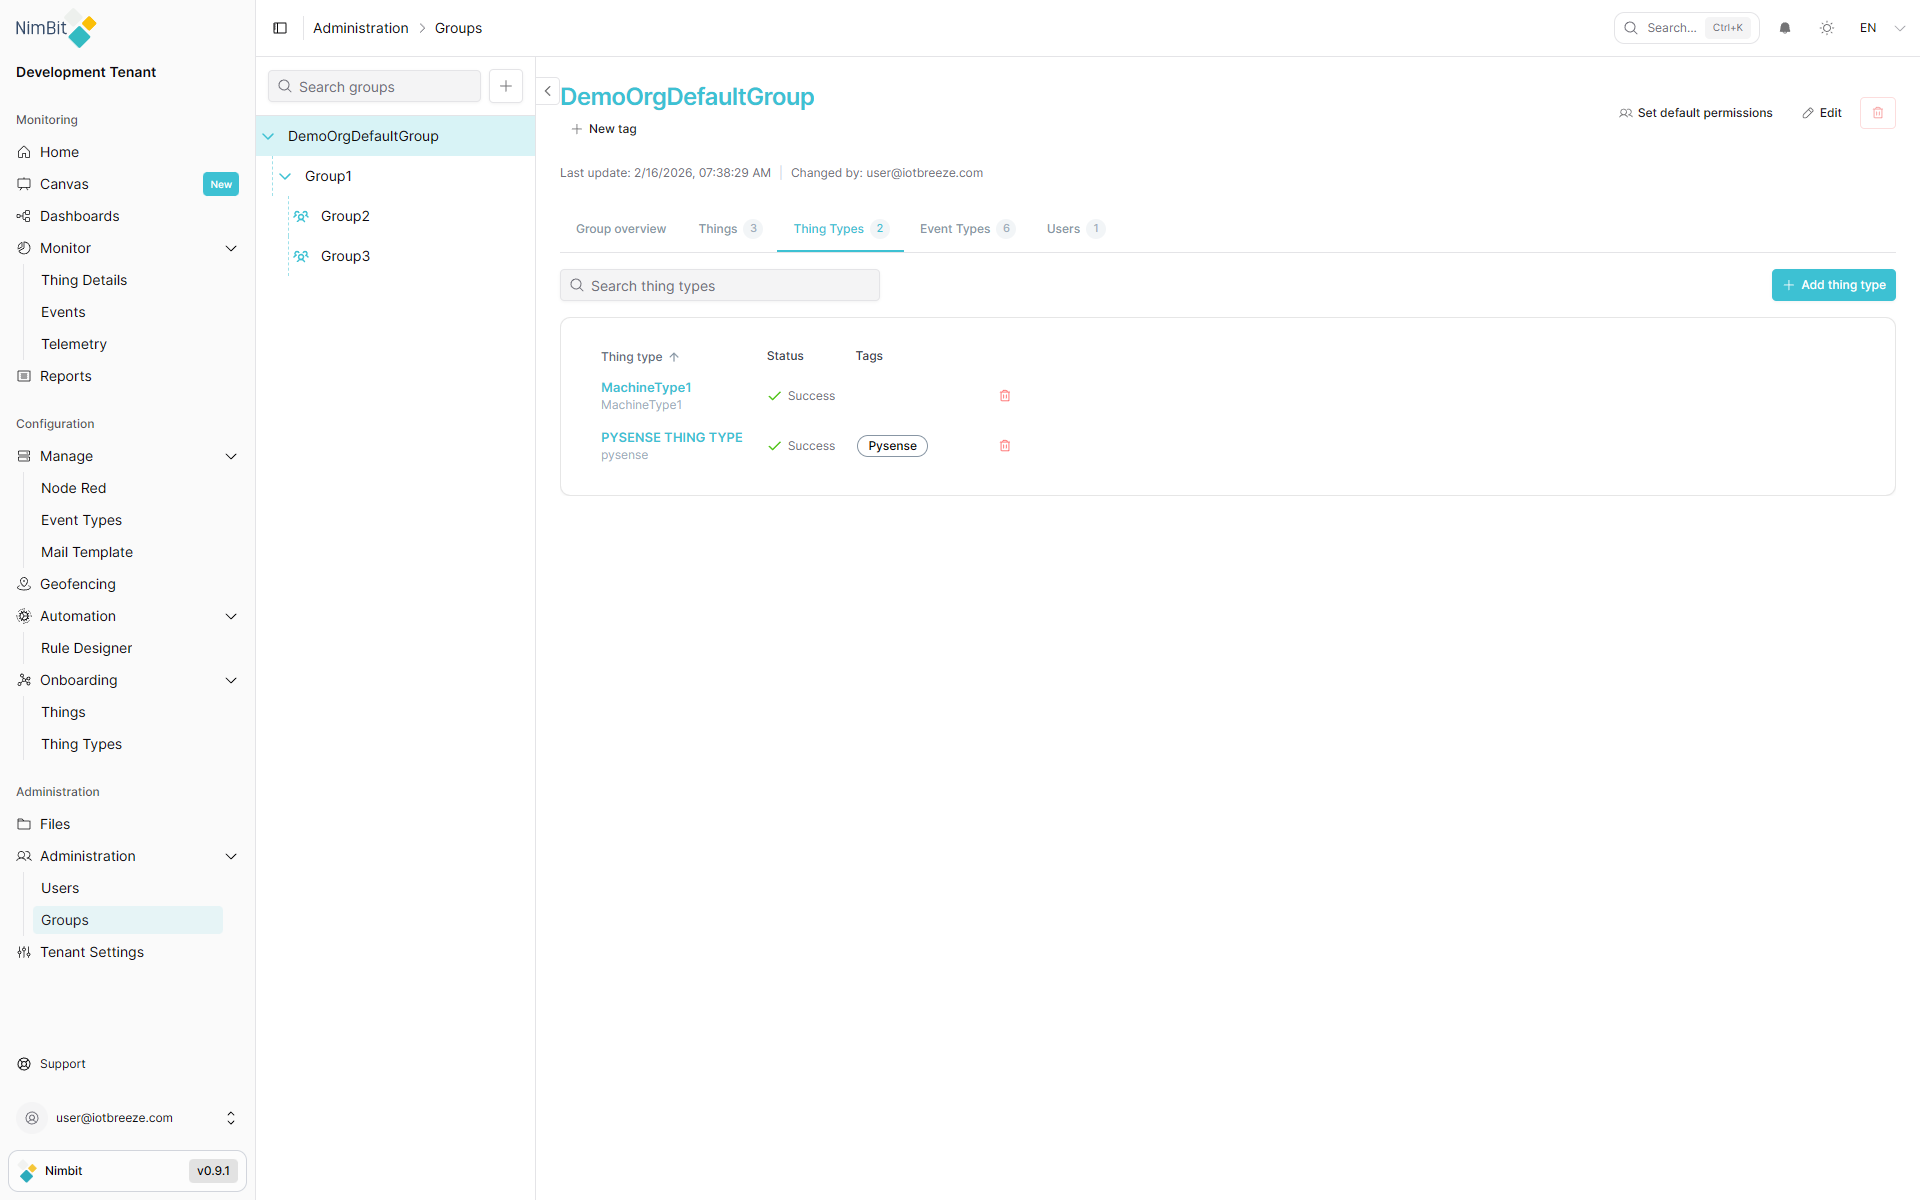 NimBit
Development Tenant
Monitoring
Home
Canvas
New
Dashboards
Monitor
Thing Details
Events
Telemetry
Reports
Configuration
Manage
Node Red
Event Types
Mail Template
Geofencing
Automation
Rule Designer
Onboarding
Things
Thing Types
Administration
Files
Administration
Users
Groups
Tenant Settings
Support
user@iotbreeze.com
Nimbit
v0.9.1
Administration > Groups
Search...
Ctrl+K
EN
Search groups
DemoOrgDefaultGroup
Group1
Group2
Group3
DemoOrgDefaultGroup
New tag
Set default permissions
Edit
Last update: 2/16/2026, 07:38:29 AM
Changed by: user@iotbreeze.com
Group overview
Things 3
Thing Types 2
Event Types 6
Users 1
Search thing types
Add thing type
Thing type
Status
Tags
MachineType1
MachineType1
Success
PYSENSE THING TYPE
pysense
Success
Pysense